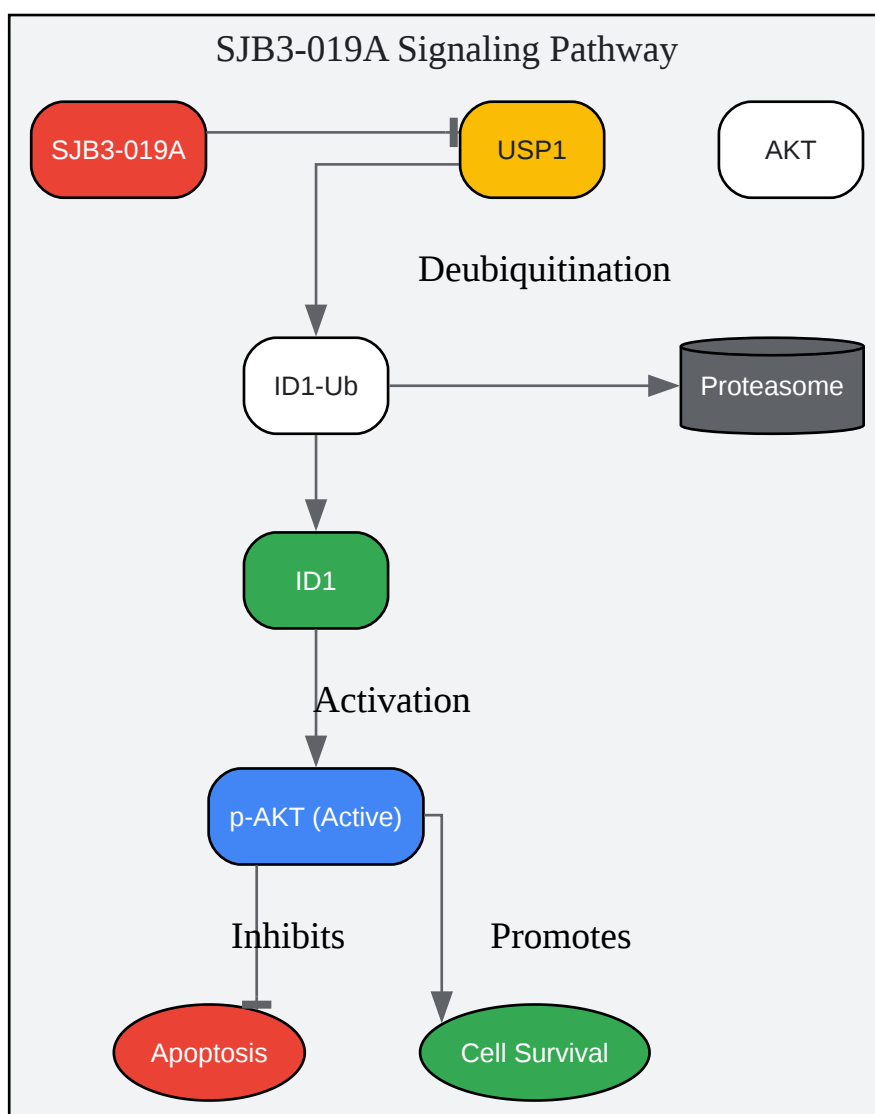 SJB3-019A Signaling Pathway
SJB3-019A
USP1
AKT
Deubiquitination
ID1-Ub
Proteasome
ID1
Activation
p-AKT (Active)
Inhibits
Promotes
Apoptosis
Cell Survival